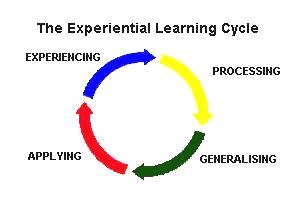 The Experiential Learning Cycle
EXPERIENCING
PROCESSING
APPLYING
GENERALISING